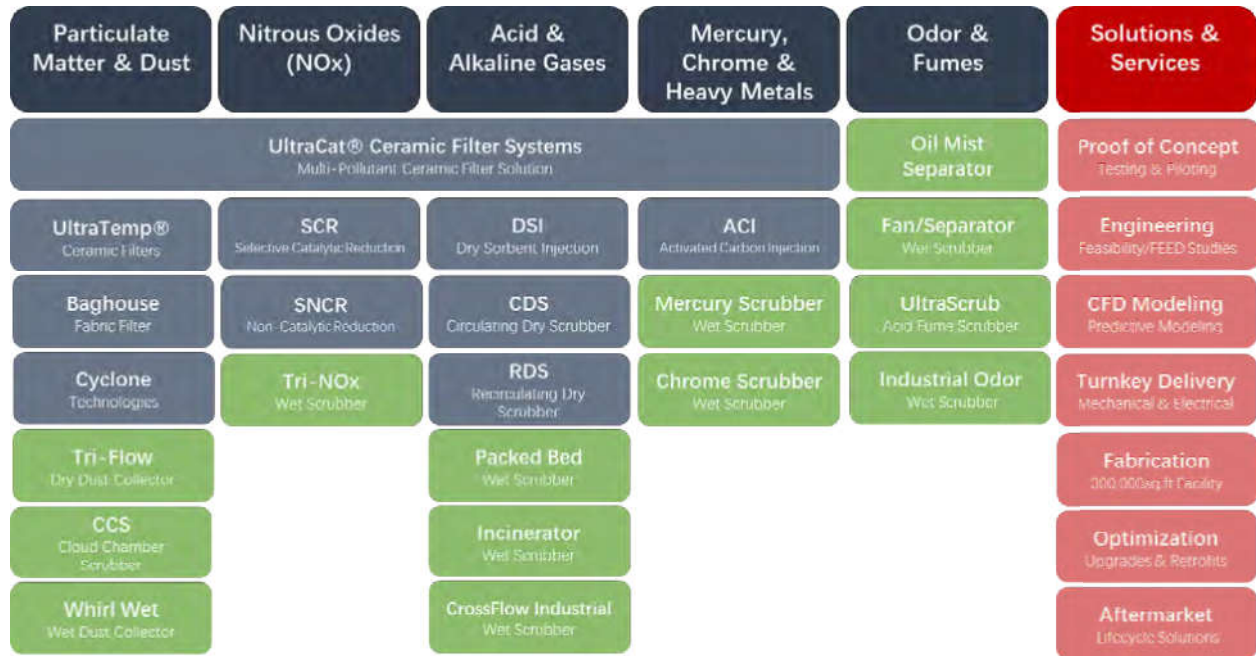 Particulate
Matter & Dust
Nitrous Oxides
(NOx)
Acid &
Alkaline Gases
Mercury,
Chrome &
Heavy Metals
Odor &
Fumes
Solutions &
Services
UltraCat® Ceramic Filter Systems
Multi-Pollutant Ceramic Filter Solution
Oil Mist
Separator
Proof of Concept
Testing & Piloting
UltraTemp®
Ceramic Filters
SCR
Selective Catalytic Reduction
DSI
Dry Sorbent Injection
ACI
Activated Carbon Injection
Fan/Separator
Wet Scrubber
Engineering
Feasibility/FEED Studies
Baghouse
Fabric Filter
SNCR
Non-Catalytic Reduction
CDS
Circulating Dry Scrubber
Mercury Scrubber
Wet Scrubber
UltraScrub
Acid Fume Scrubber
CFD Modeling
Predictive Modeling
Cyclone
Technologies
Tri-NOx
Wet Scrubber
RDS
Recirculating Dry
Scrubber
Chrome Scrubber
Wet Scrubber
Industrial Odor
Wet Scrubber
Turnkey Delivery
Mechanical & Electrical
Tri-Flow
Dry Dust Collector
Packed Bed
Wet Scrubber
Fabrication
300,000sq.ft Facility
CCS
Cloud Chamber
Scrubber
Incinerator
Wet Scrubber
Optimization
Upgrades & Retrofits
Whirl Wet
Wet Dust Collector
CrossFlow Industrial
Wet Scrubber
Aftermarket
Lifecycle Solutions